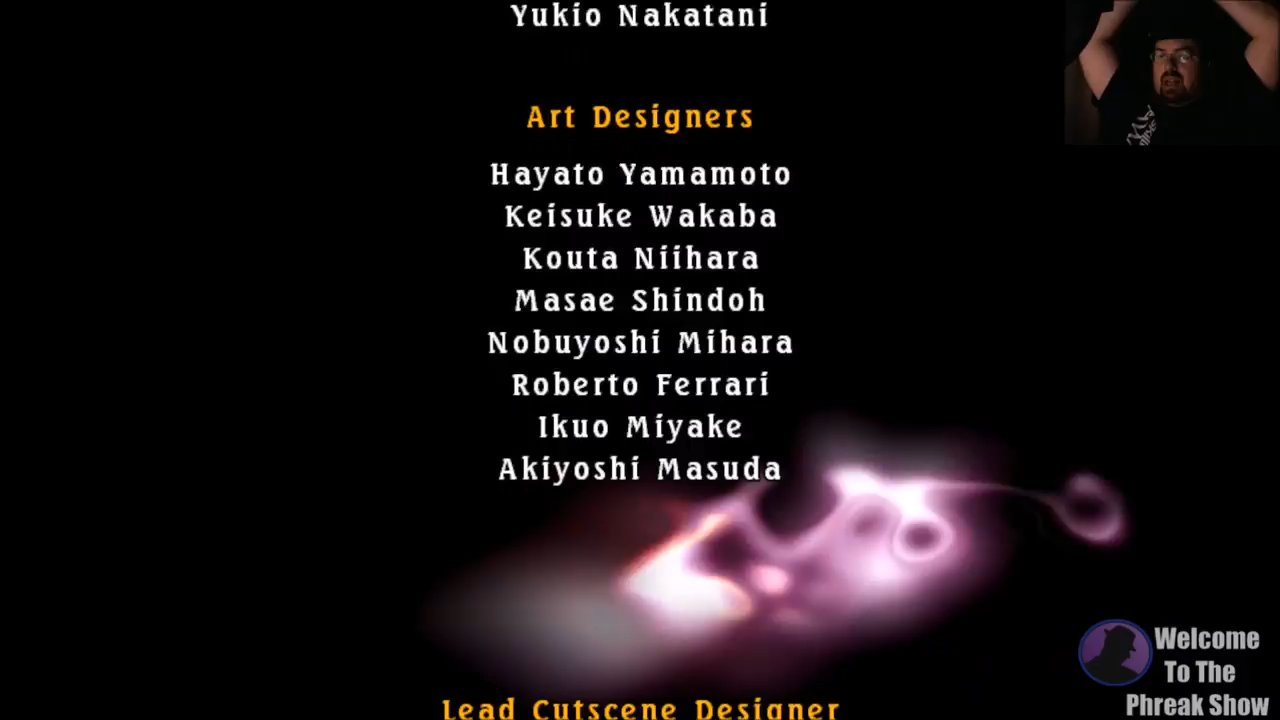 Yukio Nakatani
Art Designers
Hayato Yamamoto
Keisuke Wakaba
Kouta Niihara
Masae Shindoh
Nobuyoshi Mihara
Roberto Ferrari
Ikuo Miyake
Akiyoshi Masuda
Lead Cutscene Designer
Welcome
To The
Phreak Show